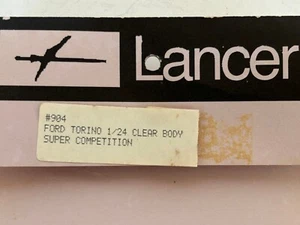 Lancer
#904
FORD TORINO 1/24 CLEAR BODY
SUPER COMPETITION